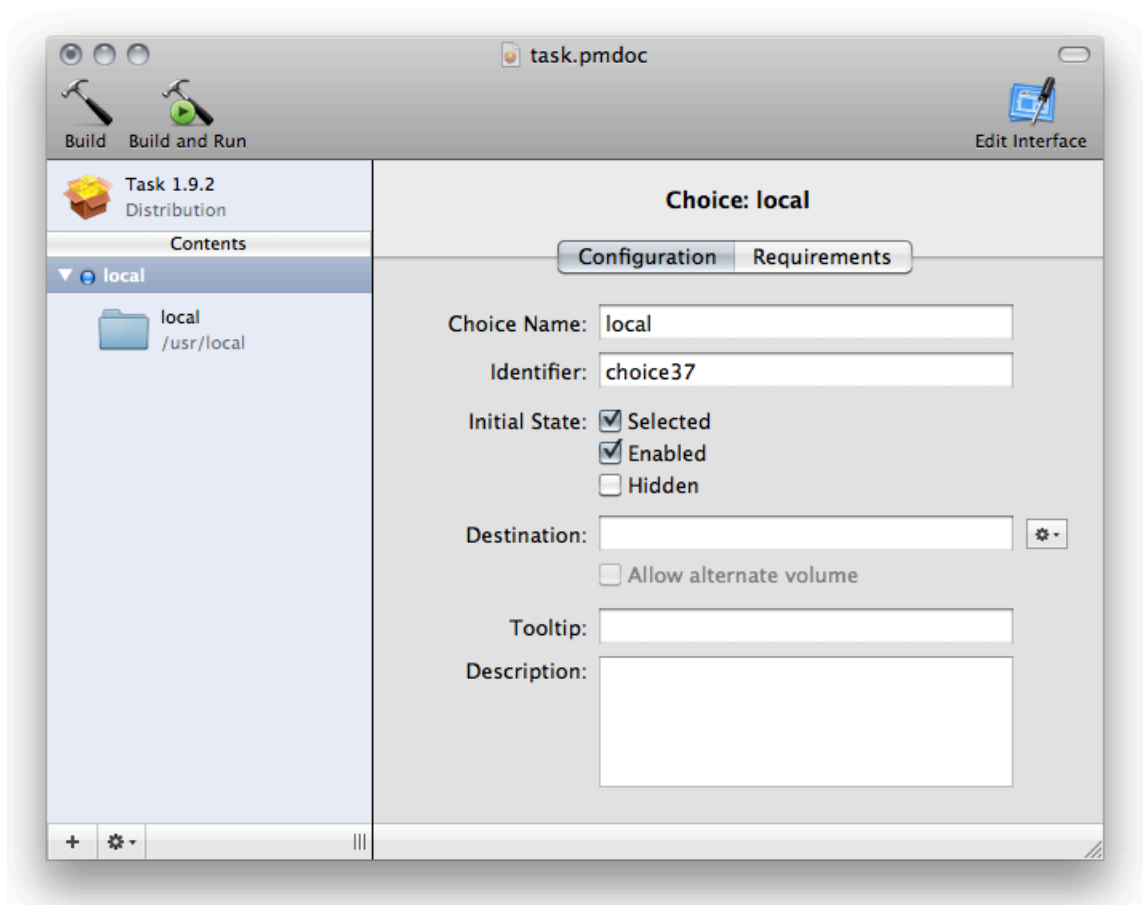 task.pmdoc
Build Build and Run Edit Interface
Task 1.9.2
Distribution
Contents
local
local
/usr/local
Choice: local
Configuration Requirements
Choice Name: local
Identifier: choice37
Initial State: Selected
Enabled
Hidden
Destination:
Allow alternate volume
Tooltip:
Description: